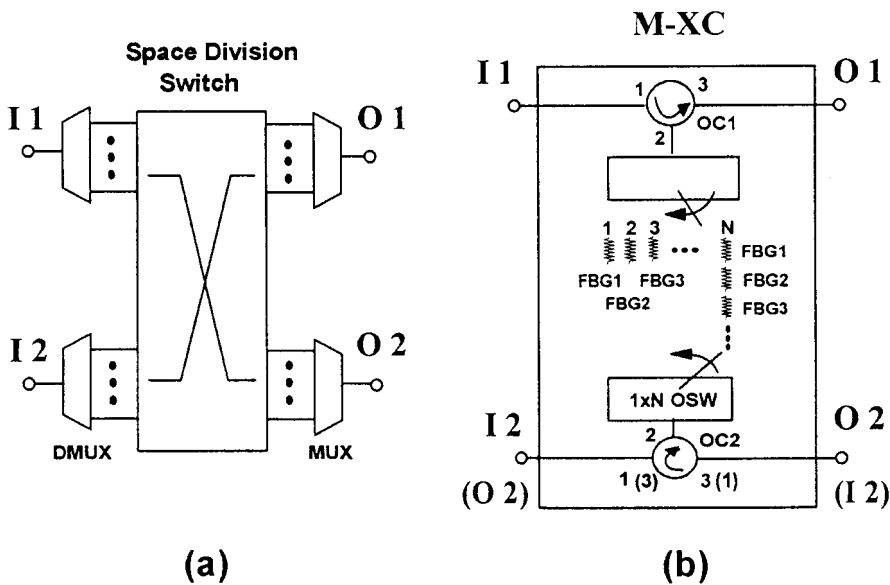 Space Division
Switch
I 1
O 1
I 2
O 2
DMUX
MUX
(a)
M-XC
I 1
O 1
1
3
OC1
2
1 2 3 N
FBG1
FBG1 FBG3
FBG2
FBG2
FBG3
1xN OSW
I 2
O 2
2
OC2
1 (3)
3 (1)
(O 2)
(I 2)
(b)